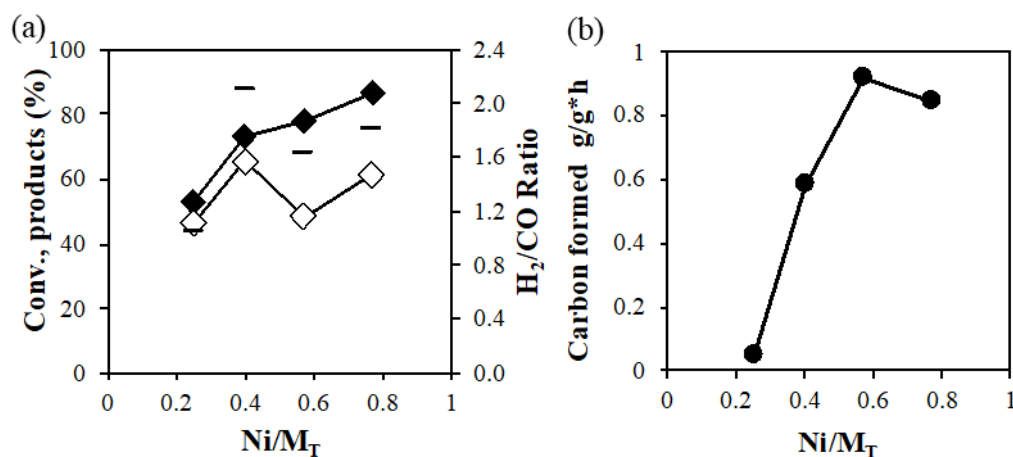 (a)
Conv., products (%)
100
80
60
40
20
0
2.4
2.0
1.6
1.2
0.8
0.4
0.0
H₂/CO Ratio
0 0.2 0.4 0.6 0.8 1
Ni/M_T
(b)
Carbon formed g/g*h
1
0.8
0.6
0.4
0.2
0
0 0.2 0.4 0.6 0.8 1
Ni/M_T